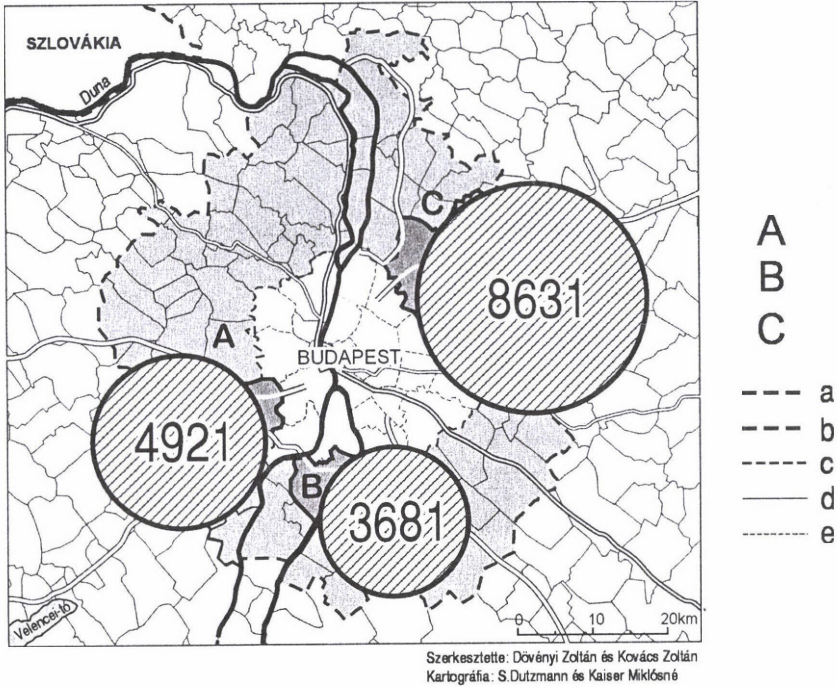 SZLOVÁKIA
Duna
C
8631
A
BUDAPEST
4921
B
3681
Velencei-tó
0 10 20km
Szerkesztette: Dövényi Zoltán és Kovács Zoltán
Kartográfia: S.Dutzmann és Kaiser Miklósné
A
B
C
a
b
c
d
e